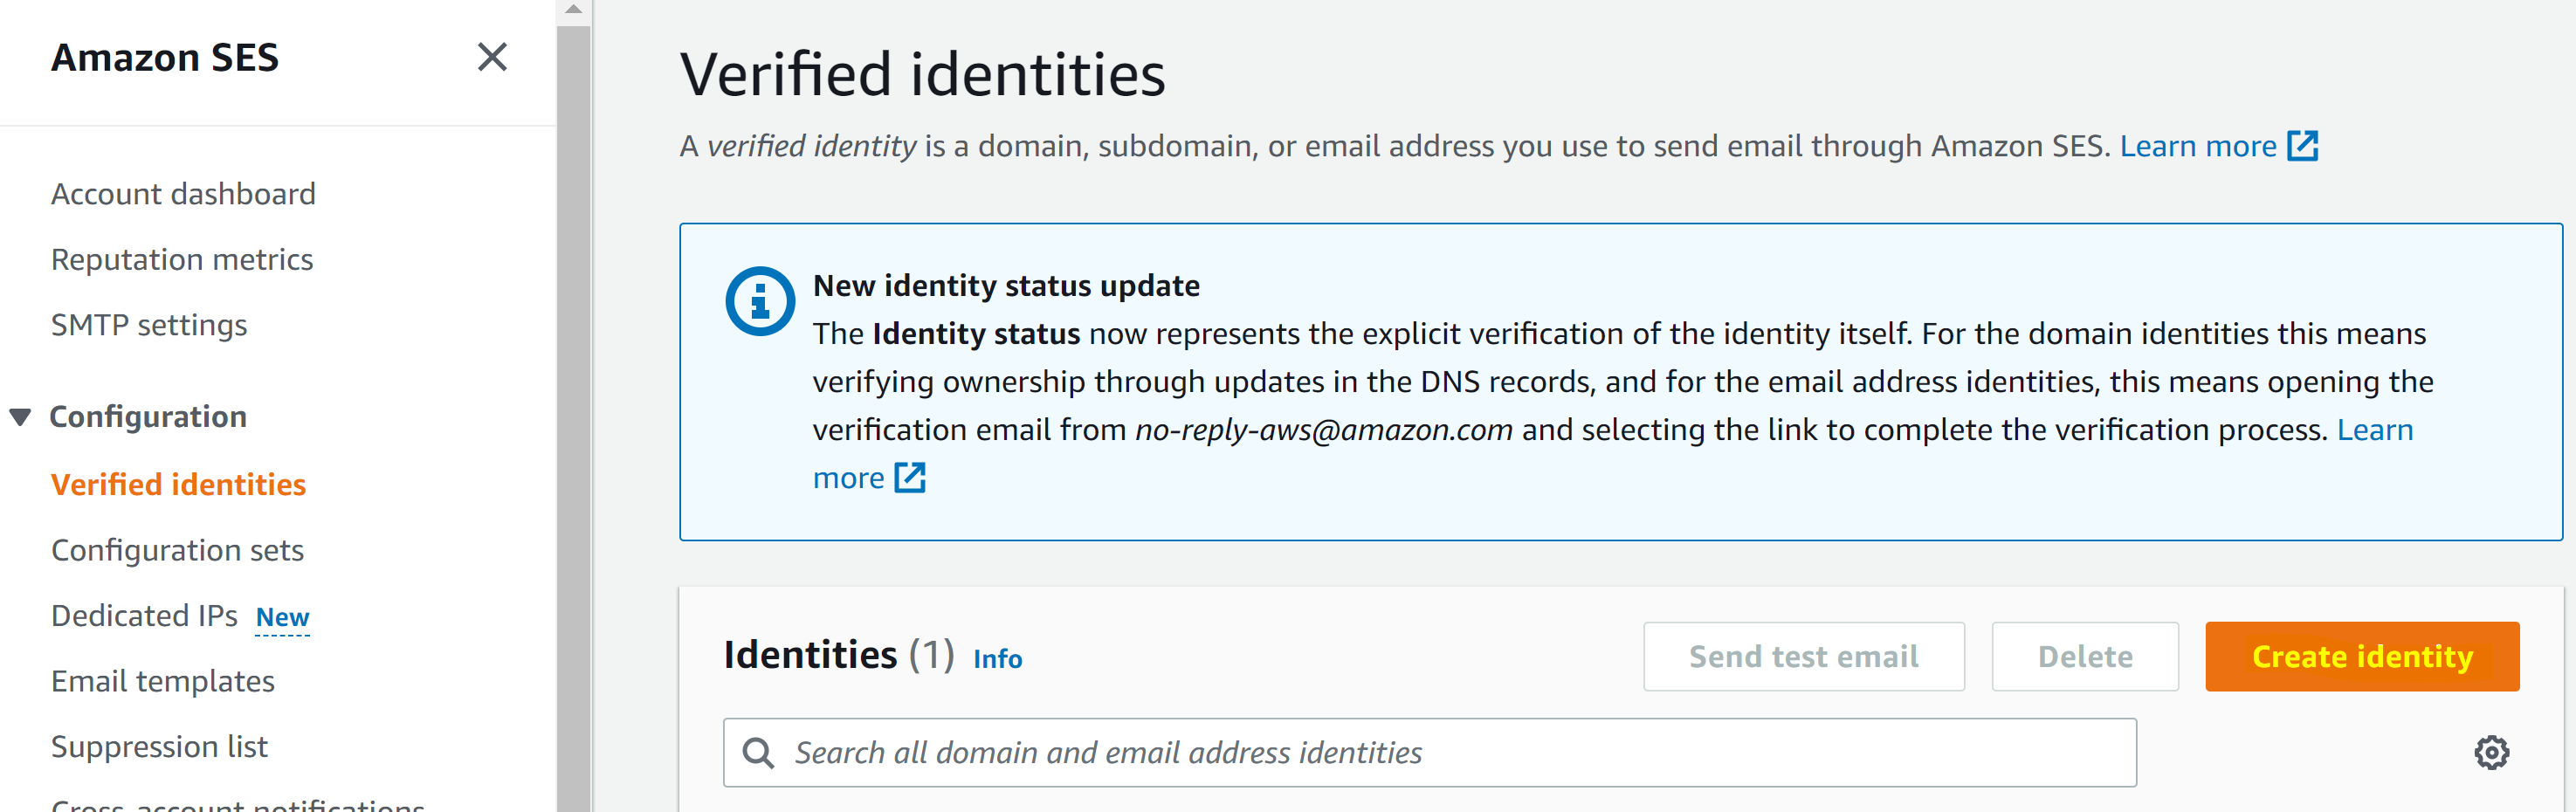 Amazon SES
Account dashboard
Reputation metrics
SMTP settings
Configuration
Verified identities
Configuration sets
Dedicated IPs New
Email templates
Suppression list
Cross-account notifications
Verified identities
A verified identity is a domain, subdomain, or email address you use to send email through Amazon SES. Learn more
New identity status update
The Identity status now represents the explicit verification of the identity itself. For the domain identities this means
verifying ownership through updates in the DNS records, and for the email address identities, this means opening the
verification email from no-reply-aws@amazon.com and selecting the link to complete the verification process. Learn
more
Identities (1) Info
Send test email
Delete
Create identity
Search all domain and email address identities